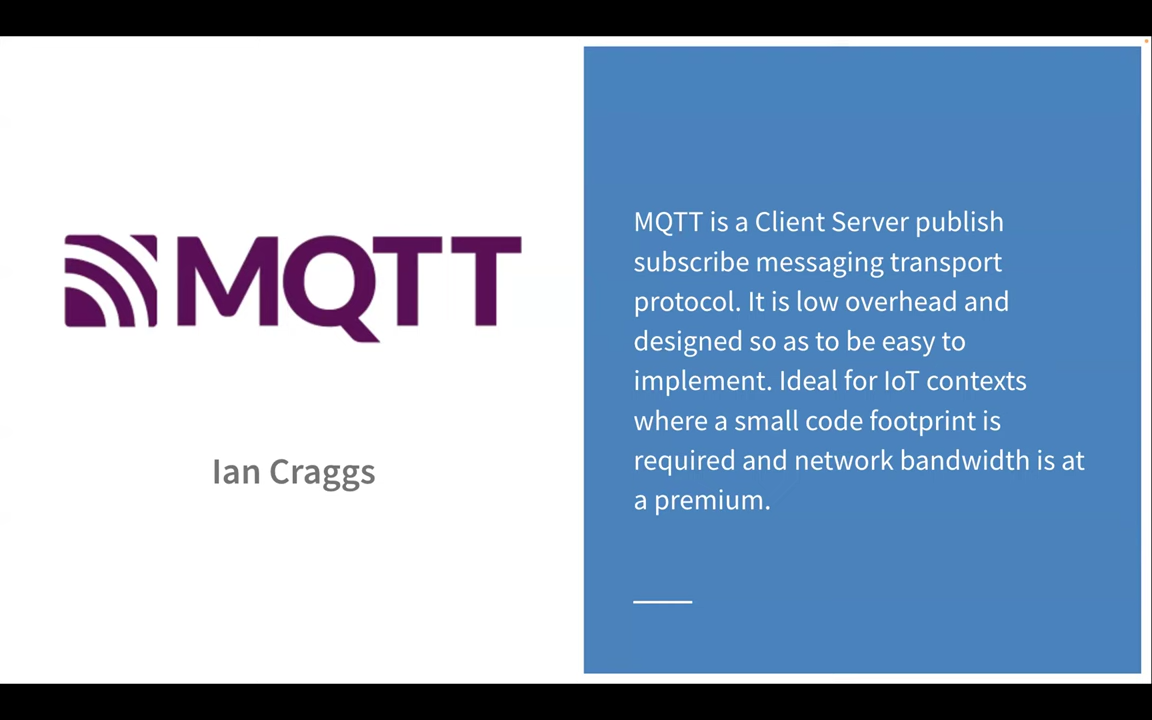 MQTT
Ian Craggs
MQTT is a Client Server publish
subscribe messaging transport
protocol. It is low overhead and
designed so as to be easy to
implement. Ideal for IoT contexts
where a small code footprint is
required and network bandwidth is at
a premium.